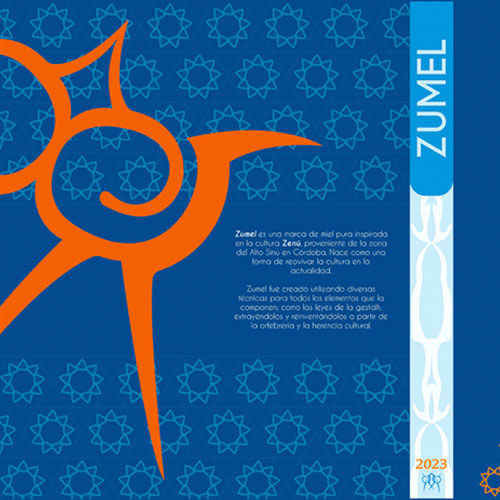 Zumel es una marca de miel pura inspirada
en la cultura Zenú, proveniente de la zona
del Alto Sinú en Córdoba. Nace como una
forma de reavivar la cultura en la
actualidad.
Zumel fue creado utilizando diversas
técnicas para todos los elementos que la
componen; como las leyes de la gestalt;
extrayéndolos y reinventándolos a partir de
la orfebrería y la herencia cultural.
ZUMEL
2023